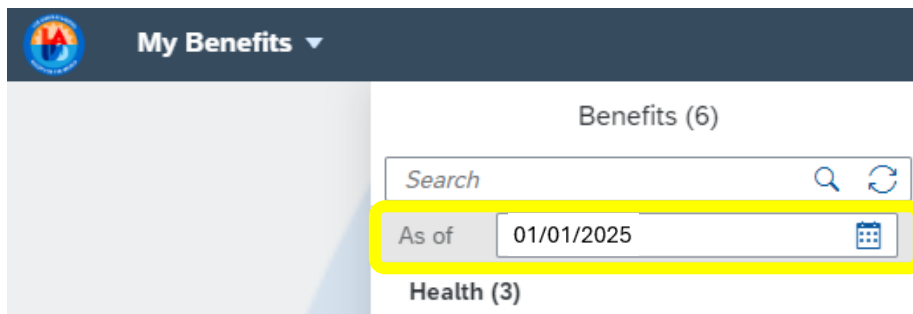 My Benefits
Benefits (6)
Search
As of 01/01/2025
Health (3)